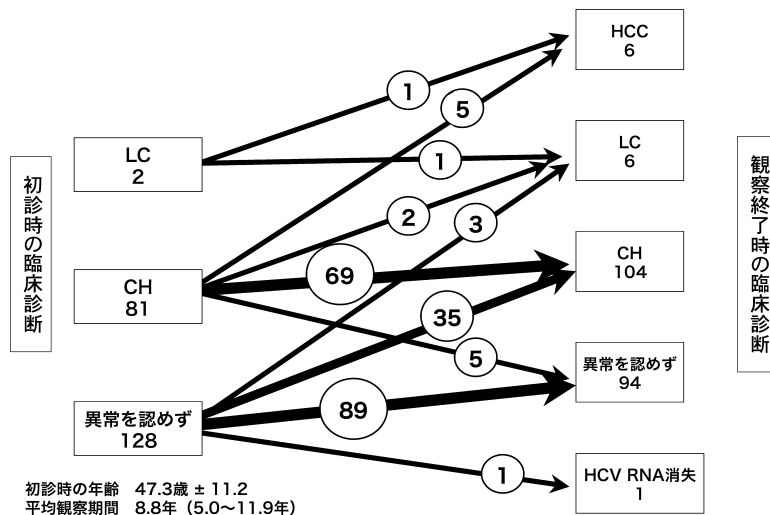 初診時の臨床診断
LC
2
CH
81
異常を認めず
128
1
5
1
2
3
69
35
5
89
1
HCC
6
LC
6
CH
104
異常を認めず
94
HCV RNA消失
1
観察終了時の臨床診断
初診時の年齢 47.3歳 ± 11.2
平均観察期間 8.8年（5.0〜11.9年）